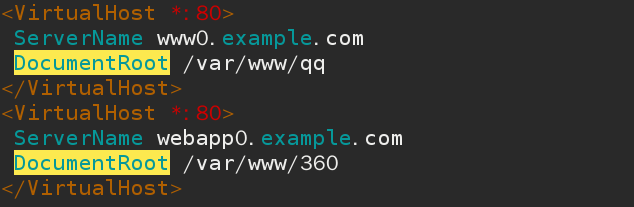 <VirtualHost *:80>
 ServerName www0.example.com
 DocumentRoot /var/www/qq
</VirtualHost>
<VirtualHost *:80>
 ServerName webapp0.example.com
 DocumentRoot /var/www/360
</VirtualHost>